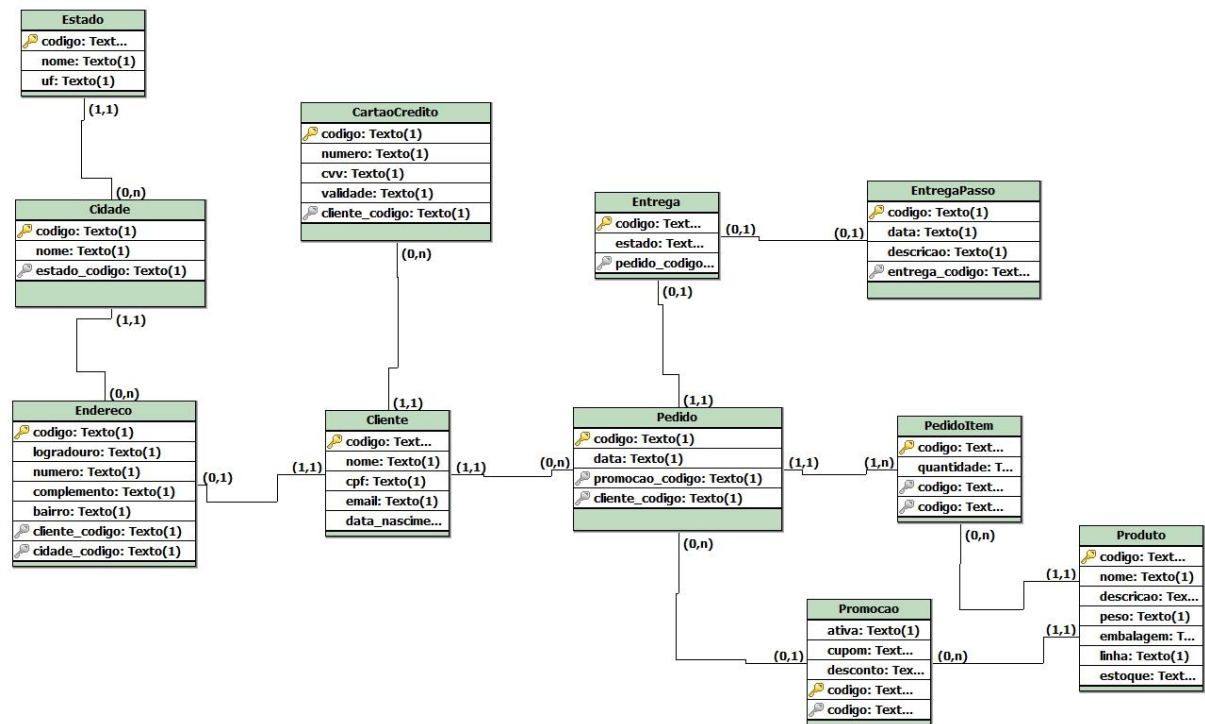 Estado
codigo: Text...
nome: Texto(1)
uf: Texto(1)
(1,1)
(0,n)
Cidade
codigo: Texto(1)
nome: Texto(1)
estado_codigo: Texto(1)
(1,1)
(0,n)
Endereco
codigo: Texto(1)
logradouro: Texto(1)
numero: Texto(1)
complemento: Texto(1)
bairro: Texto(1)
cliente_codigo: Texto(1)
cidade_codigo: Texto(1)
(0,1)
(1,1)
CartaoCredito
codigo: Texto(1)
numero: Texto(1)
cvv: Texto(1)
validade: Texto(1)
cliente_codigo: Texto(1)
(0,n)
(1,1)
Cliente
codigo: Text...
nome: Texto(1)
cpf: Texto(1)
email: Texto(1)
data_nascime...
(1,1)
(0,n)
Entrega
codigo: Text...
estado: Text...
pedido_codigo...
(0,1)
(0,1)
EntregaPasso
codigo: Texto(1)
data: Texto(1)
descricao: Texto(1)
entrega_codigo: Text...
(0,1)
(1,1)
Pedido
codigo: Texto(1)
data: Texto(1)
promocao_codigo: Texto(1)
cliente_codigo: Texto(1)
(1,1)
(1,n)
PedidoItem
codigo: Text...
quantidade: T...
codigo: Text...
codigo: Text...
(0,n)
(1,1)
Produto
codigo: Text...
nome: Texto(1)
descricao: Tex...
peso: Texto(1)
embalagem: T...
linha: Texto(1)
estoque: Text...
(0,n)
(0,1)
Promocao
ativa: Texto(1)
cupom: Text...
desconto: Tex...
codigo: Text...
codigo: Text...
(0,n)
(1,1)